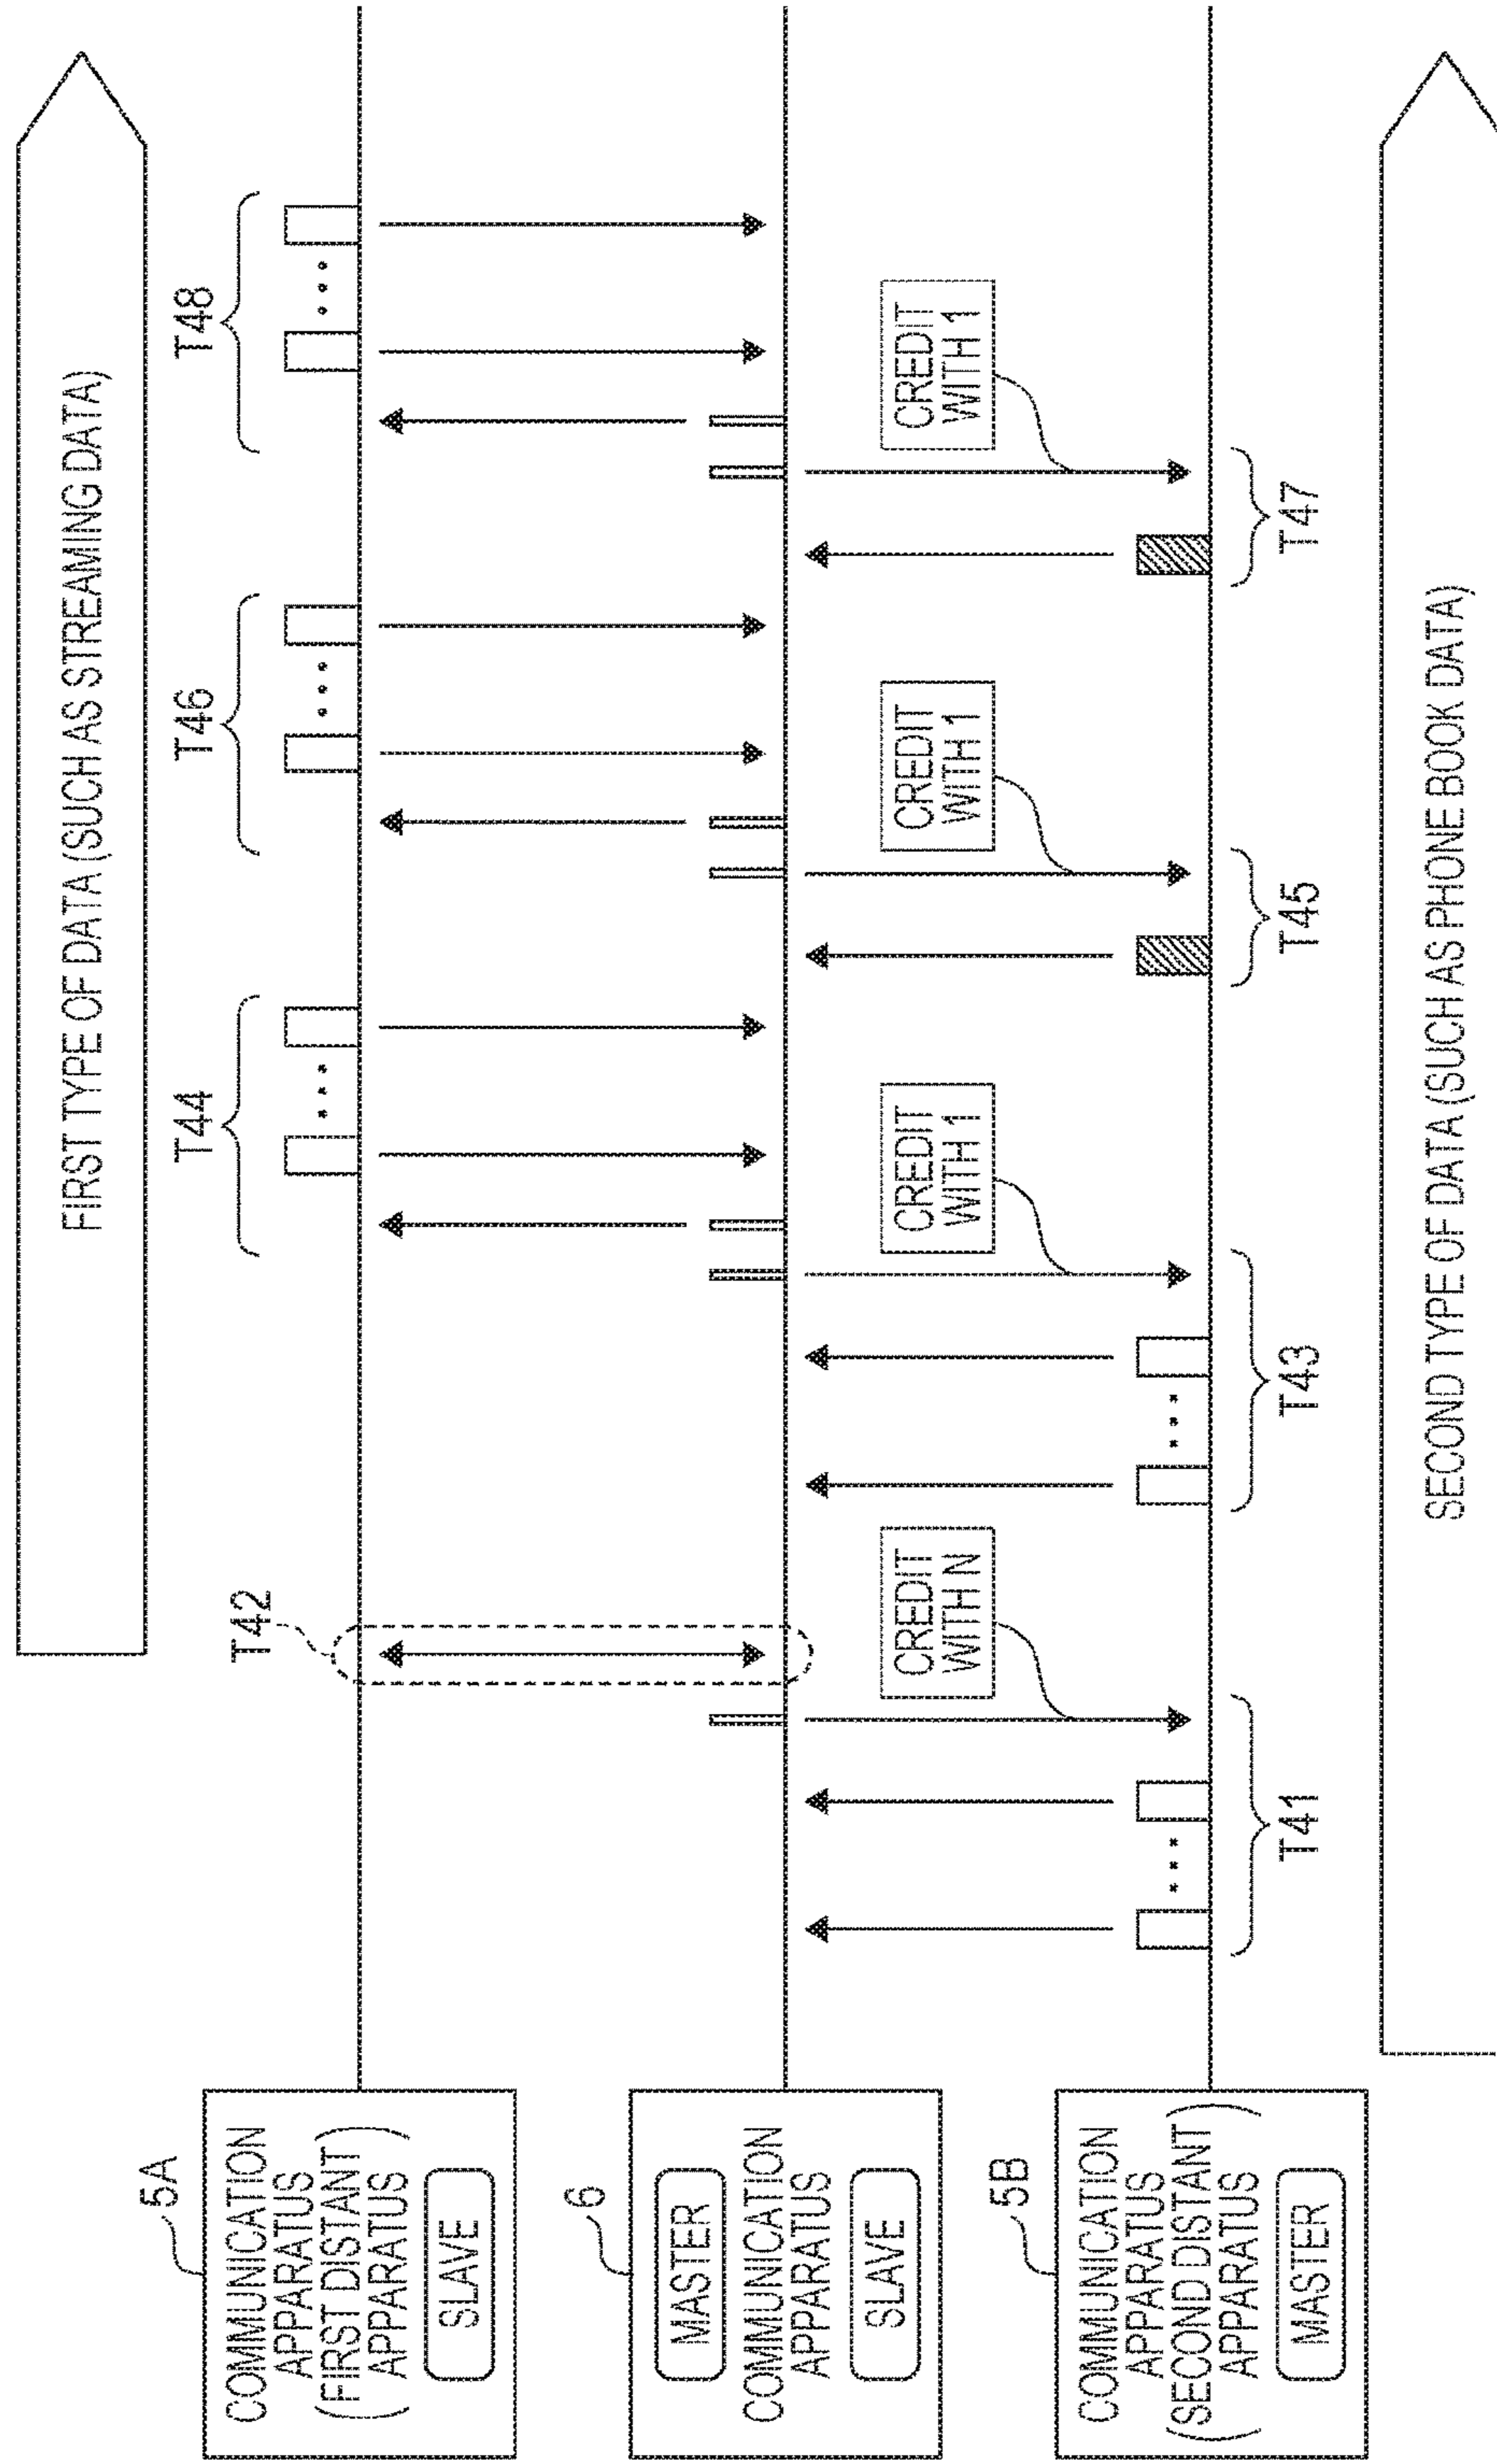 FIRST TYPE OF DATA (SUCH AS STREAMING DATA)
T42
T44
T46
T48
5A
COMMUNICATION
APPARATUS
(FIRST DISTANT
APPARATUS)
SLAVE
6
MASTER
COMMUNICATION
APPARATUS
SLAVE
CREDIT
WITH N
CREDIT
WITH 1
CREDIT
WITH 1
CREDIT
WITH 1
5B
COMMUNICATION
APPARATUS
(SECOND DISTANT
APPARATUS)
MASTER
T41
T43
T45
T47
SECOND TYPE OF DATA (SUCH AS PHONE BOOK DATA)